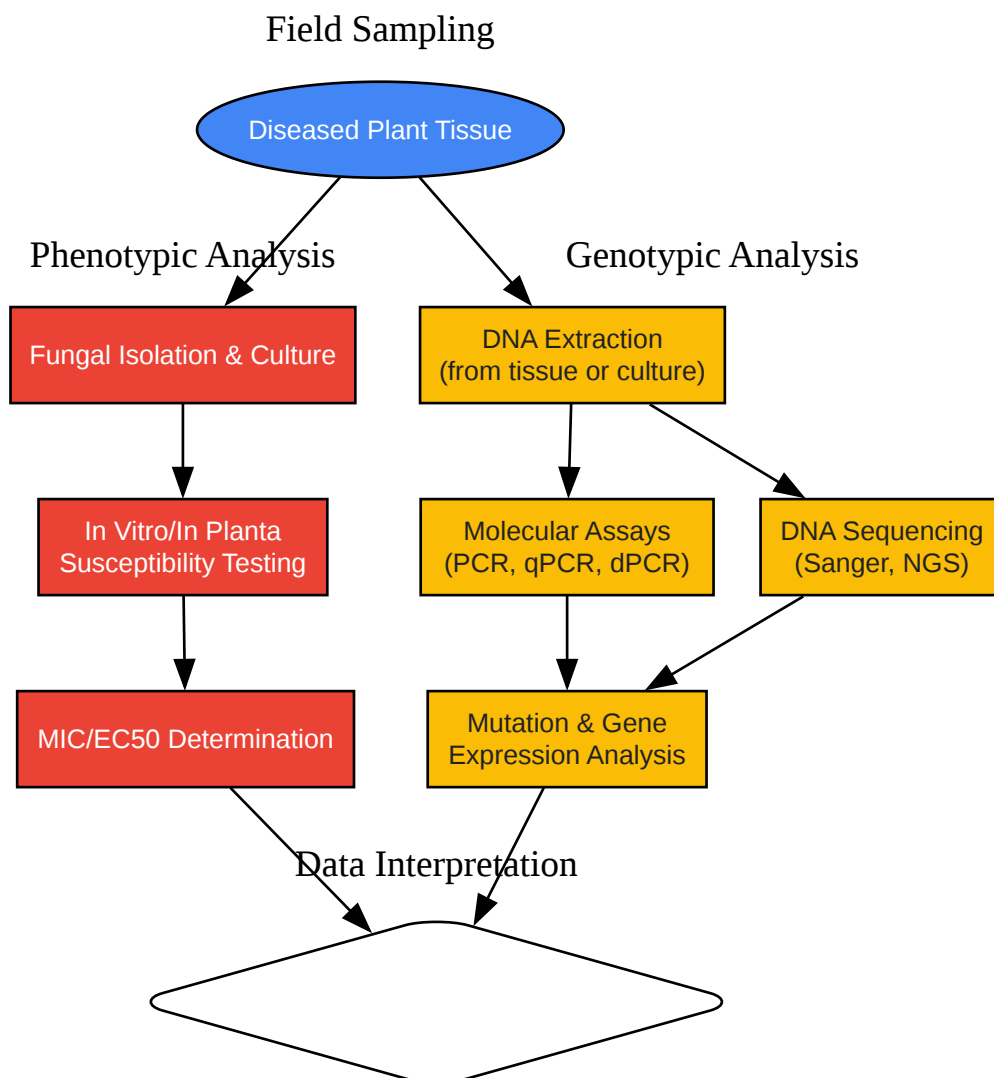 Field Sampling
Diseased Plant Tissue
Phenotypic Analysis
Genotypic Analysis
Fungal Isolation & Culture
DNA Extraction
(from tissue or culture)
In Vitro/In Planta
Susceptibility Testing
Molecular Assays
(PCR, qPCR, dPCR)
DNA Sequencing
(Sanger, NGS)
MIC/EC50 Determination
Mutation & Gene
Expression Analysis
Data Interpretation